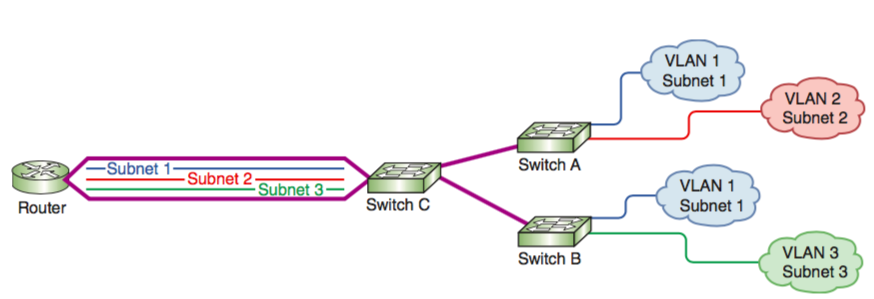 VLAN 1
Subnet 1
VLAN 2
Subnet 2
Subnet 1
Subnet 2
Subnet 3
Router
Switch C
Switch A
VLAN 1
Subnet 1
Switch B
VLAN 3
Subnet 3